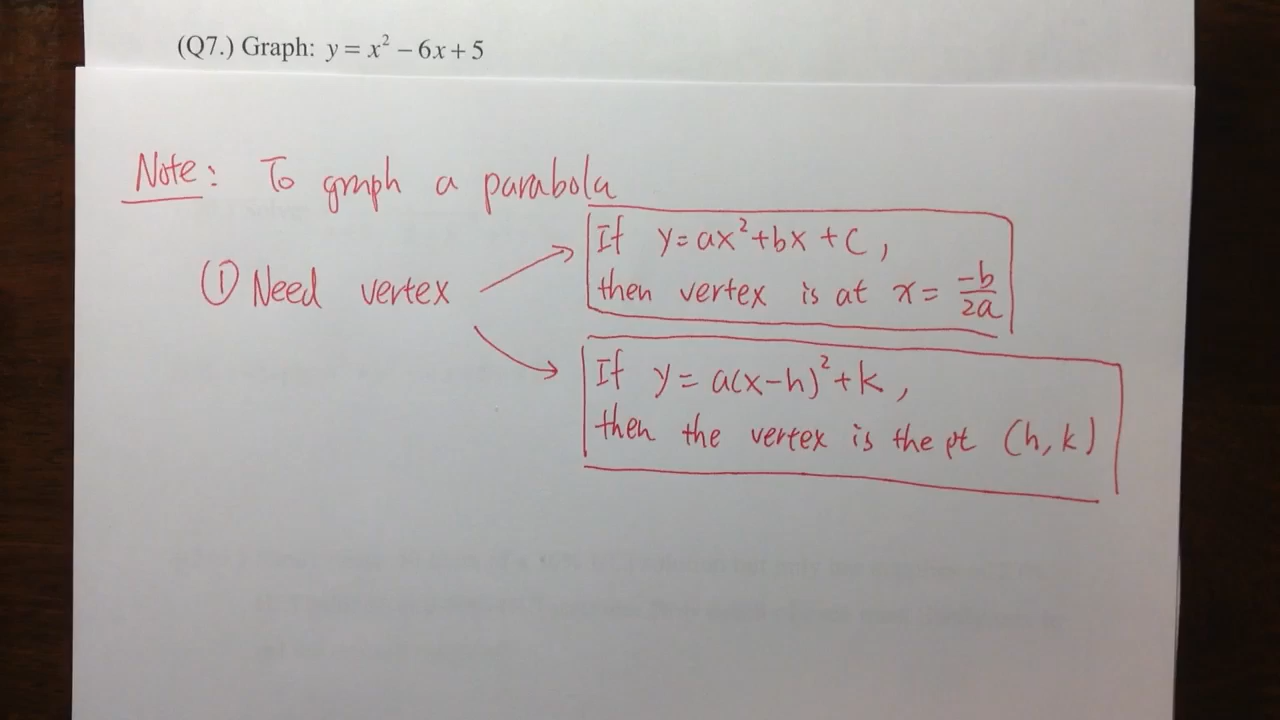 (Q7.) Graph: y = x² − 6x + 5
Note: To graph a parabola
① Need vertex
If y = ax² + bx + c,
then vertex is at x = -b/2a
If y = a(x-h)² + k,
then the vertex is the pt (h, k)